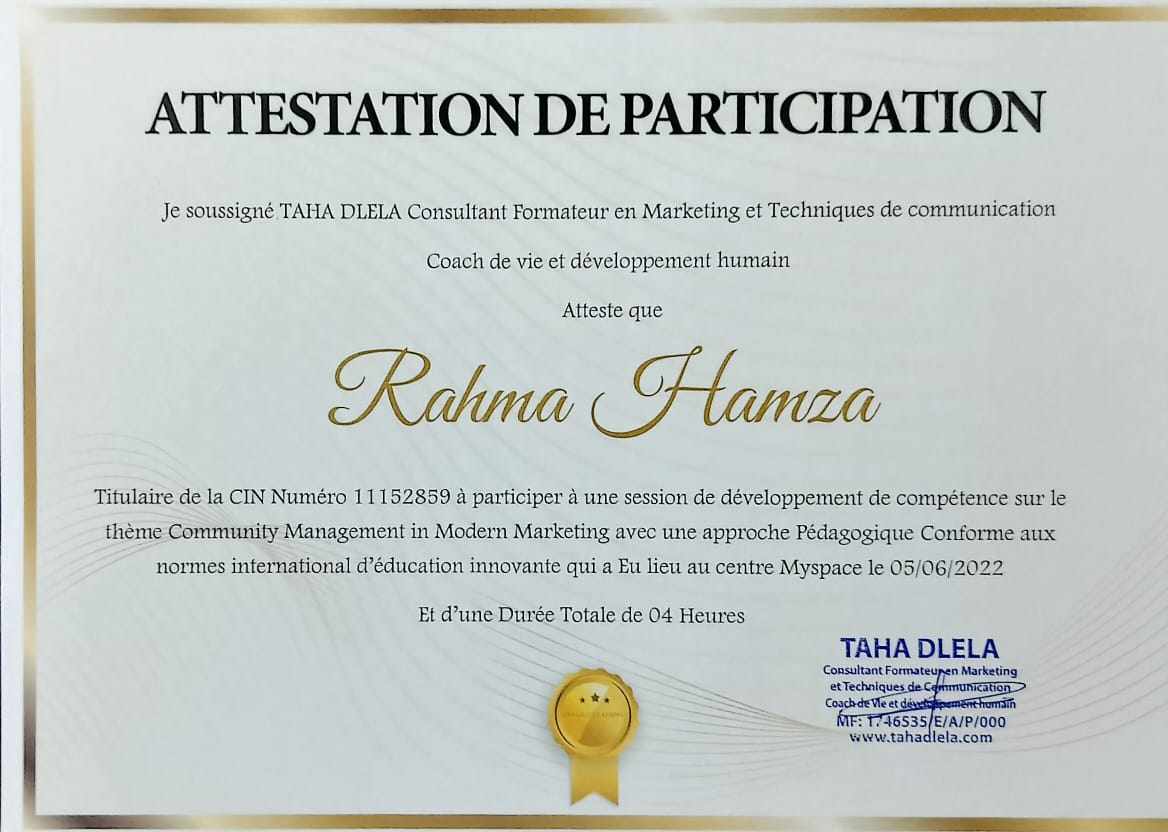 ATTESTATION DE PARTICIPATION
Je soussigné TAHA DLELA Consultant Formateur en Marketing et Techniques de communication
Coach de vie et développement humain
Atteste que
Rahma Hamza
Titulaire de la CIN Numéro 11152859 à participer à une session de développement de compétence sur le
thème Community Management in Modern Marketing avec une approche Pédagogique Conforme aux
normes international d'éducation innovante qui a Eu lieu au centre Myspace le 05/06/2022
Et d'une Durée Totale de 04 Heures
TAHA DLELA
Consultant Formateur en Marketing
et Techniques de Communication
Coach de Vie et développement humain
MF: 1746535/E/A/P/000
www.tahadlela.com